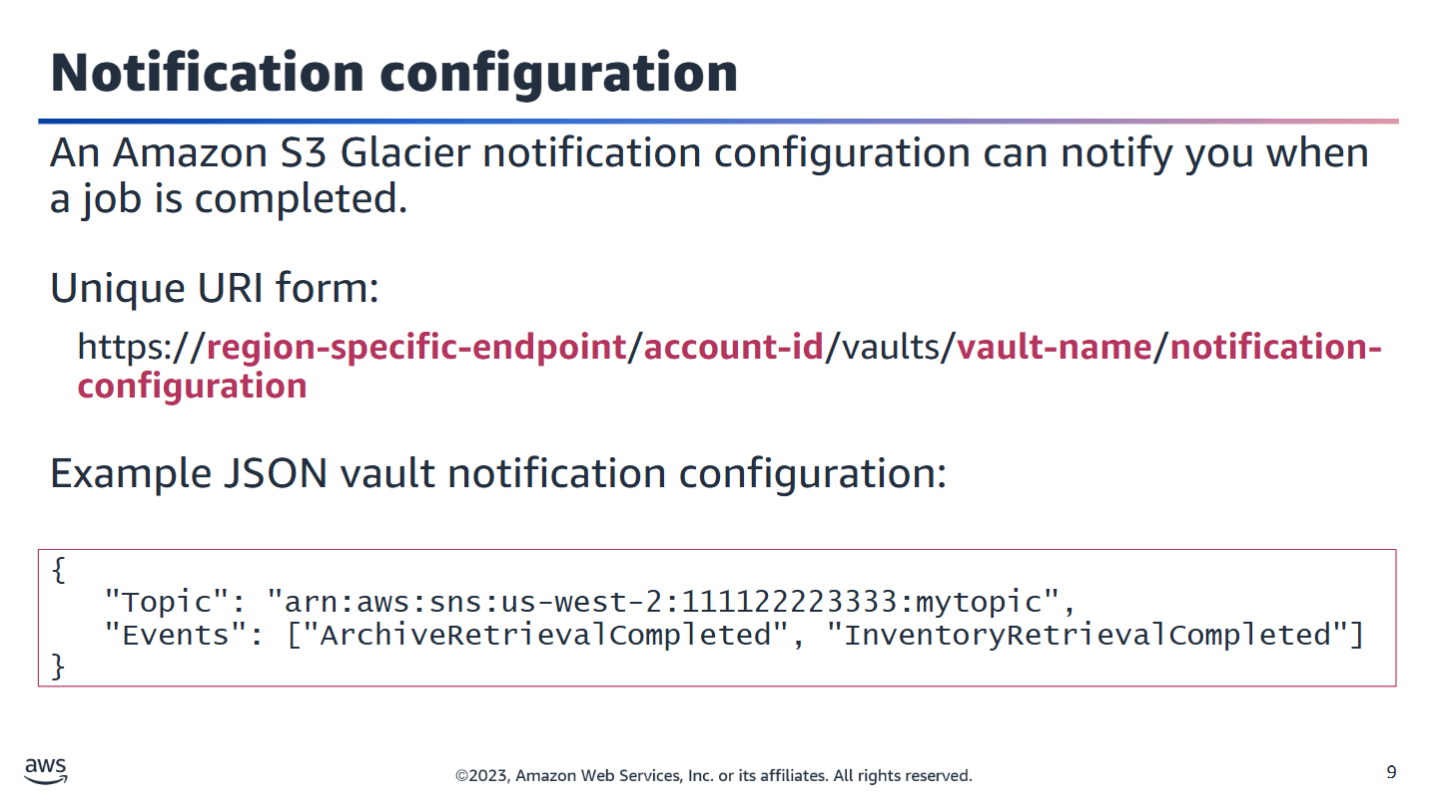 Notification configuration
An Amazon S3 Glacier notification configuration can notify you when
a job is completed.
Unique URI form:
https://region-specific-endpoint/account-id/vaults/vault-name/notification-
configuration
Example JSON vault notification configuration:
{
"Topic": "arn:aws:sns:us-west-2:111122223333:mytopic",
"Events": ["ArchiveRetrievalCompleted", "InventoryRetrievalCompleted"]
}
aws
©2023, Amazon Web Services, Inc. or its affiliates. All rights reserved.
9